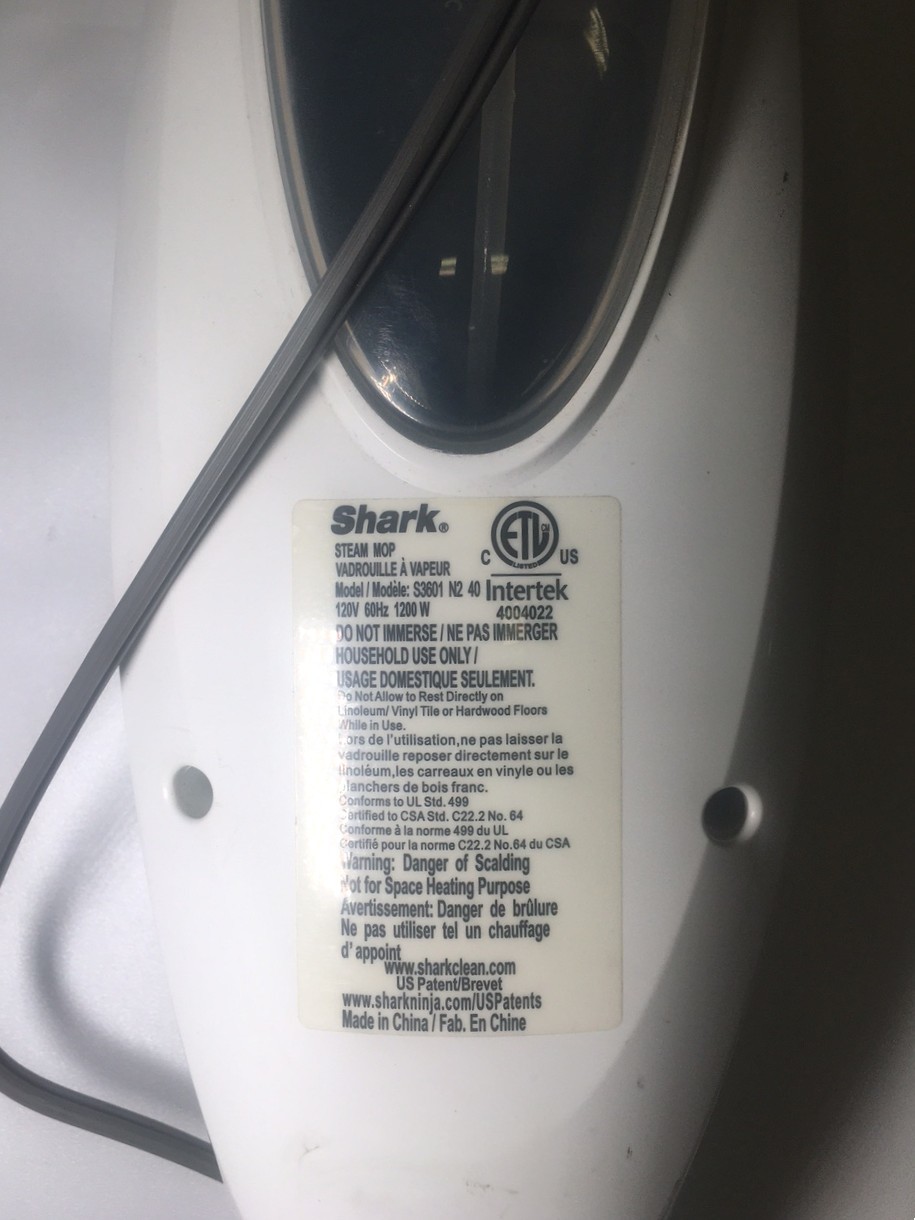 Shark®
STEAM MOP
VADROUILLE À VAPEUR
Model / Modèle: S3601 N2 40
120V 60Hz 1200 W
ETL
CM
LISTED
C US
Intertek
4004022
DO NOT IMMERSE / NE PAS IMMERGER
HOUSEHOLD USE ONLY /
USAGE DOMESTIQUE SEULEMENT.
Do Not Allow to Rest Directly on
Linoleum/ Vinyl Tile or Hardwood Floors
While in Use.
Lors de l'utilisation,ne pas laisser la
vadrouille reposer directement sur le
linoléum,les carreaux en vinyle ou les
planchers de bois franc.
Conforms to UL Std. 499
Certified to CSA Std. C22.2 No. 64
Conforme à la norme 499 du UL
Certifié pour la norme C22.2 No.64 du CSA
Warning: Danger of Scalding
Not for Space Heating Purpose
Avertissement: Danger de brûlure
Ne pas utiliser tel un chauffage
d'appoint
www.sharkclean.com
US Patent/Brevet
www.sharkninja.com/USPatents
Made in China / Fab. En Chine